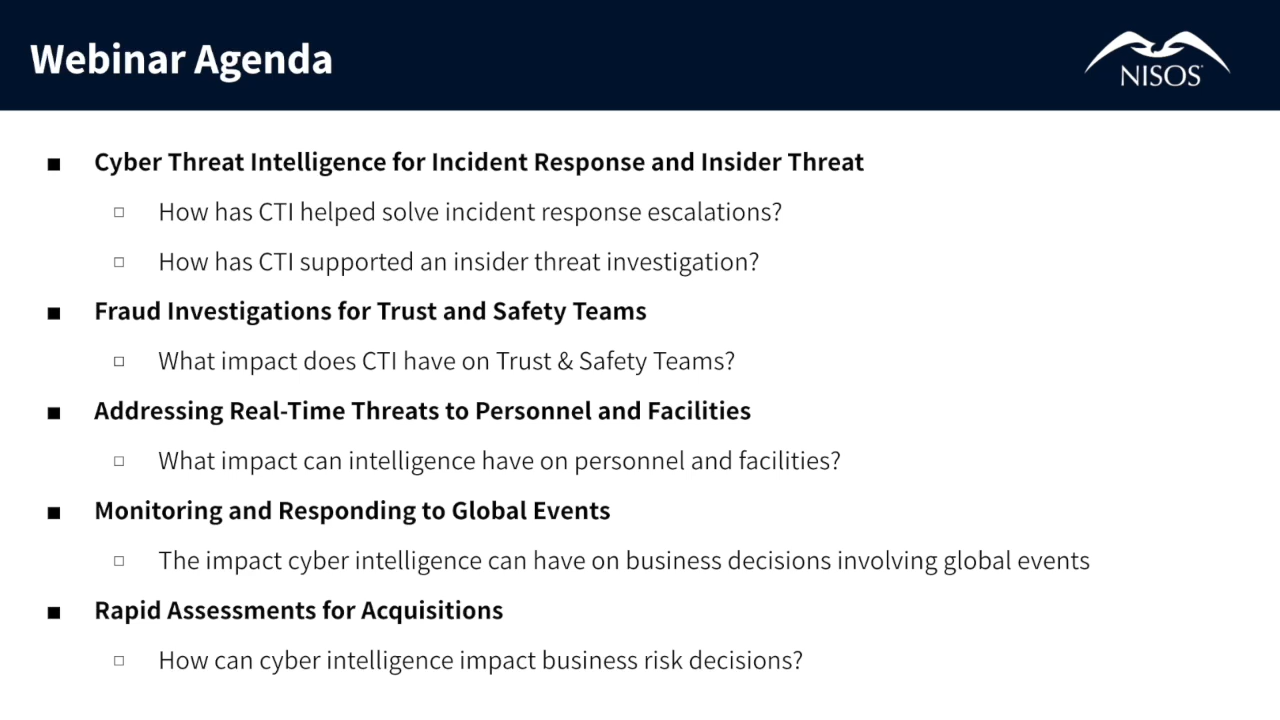 Webinar Agenda
NISOS
■ Cyber Threat Intelligence for Incident Response and Insider Threat
□ How has CTI helped solve incident response escalations?
□ How has CTI supported an insider threat investigation?
■ Fraud Investigations for Trust and Safety Teams
□ What impact does CTI have on Trust & Safety Teams?
■ Addressing Real-Time Threats to Personnel and Facilities
□ What impact can intelligence have on personnel and facilities?
■ Monitoring and Responding to Global Events
□ The impact cyber intelligence can have on business decisions involving global events
■ Rapid Assessments for Acquisitions
□ How can cyber intelligence impact business risk decisions?